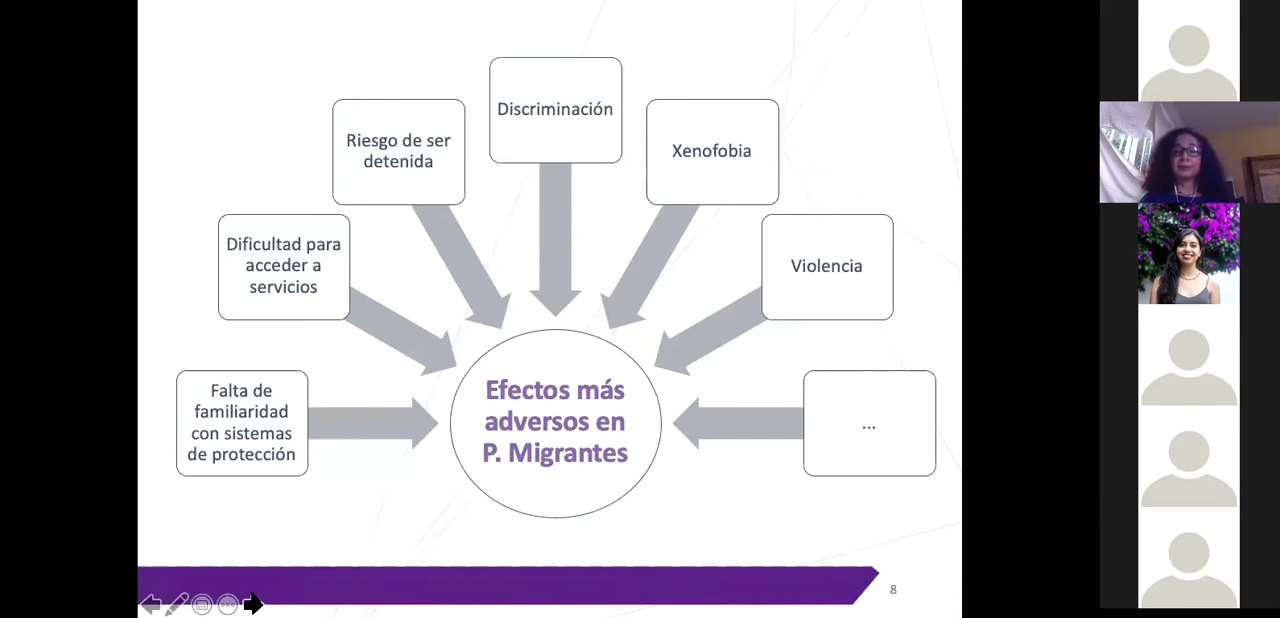 Discriminación
Riesgo de ser
detenida
Xenofobia
Dificultad para
acceder a
servicios
Violencia
Falta de
familiaridad
con sistemas
de protección
Efectos más
adversos en
P. Migrantes
...
8